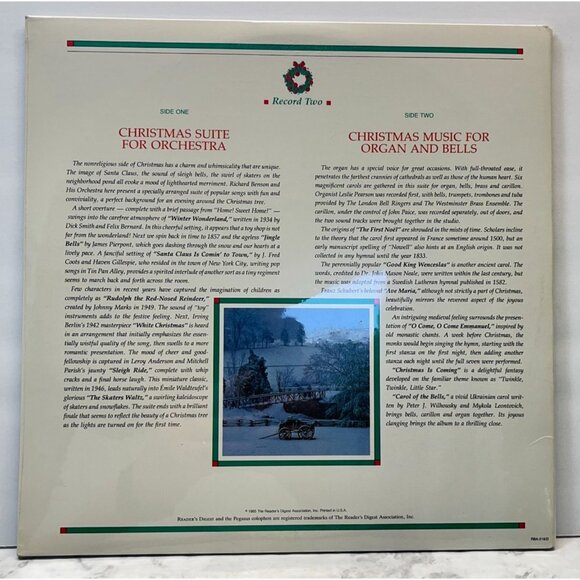 Record Two
SIDE ONE
CHRISTMAS SUITE
FOR ORCHESTRA
The nonreligious side of Christmas has a charm and whimsicality that are unique.
The image of Santa Claus, the sound of sleigh bells, the swirl of skaters on the
neighborhood pond all evoke a mood of lighthearted merriment. Richard Benson and
His Orchestra here present a specially arranged suite of popular songs with fun and
conviviality, a perfect background for an evening around the Christmas tree.
A short overture — complete with a brief passage from "Home! Sweet Home!" —
swings into the carefree atmosphere of "Winter Wonderland," written in 1934 by
Dick Smith and Felix Bernard. In this cheerful setting, it appears that a toy shop is not
far from the wonderland! Next we spin back in time to 1857 and the ageless "Jingle
Bells" by James Pierpont, which goes dashing through the snow and our hearts at a
lively pace. A fanciful setting of "Santa Claus Is Comin' to Town," by J. Fred
Coots and Haven Gillespie, who resided in the town of New York City, writing pop
songs in Tin Pan Alley, provides a spirited interlude of another sort as a tiny regiment
seems to march back and forth across the room.
Few characters in recent years have captured the imagination of children as
completely as "Rudolph the Red-Nosed Reindeer,"
created by Johnny Marks in 1949. The sound of "toy"
instruments adds to the festive feeling. Next, Irving
Berlin's 1942 masterpiece "White Christmas" is heard
in an arrangement that initially emphasizes the essen-
tially wistful quality of the song, then swells to a more
romantic presentation. The mood of cheer and good-
fellowship is captured in Leroy Anderson and Mitchell
Parish's jaunty "Sleigh Ride," complete with whip
cracks and a final horse laugh. This miniature classic,
written in 1946, leads naturally into Emile Waldteufel's
glorious "The Skaters Waltz," a swirling kaleidoscope
of skaters and snowflakes. The suite ends with a brilliant
finale that seems to reflect the beauty of a Christmas tree
as the lights are turned on for the first time.
SIDE TWO
CHRISTMAS MUSIC FOR
ORGAN AND BELLS
The organ has a special voice for great occasions. With full-throated ease, it
penetrates the farthest crannies of cathedrals as well as those of the human heart. Six
magnificent carols are gathered in this suite for organ, bells, brass and carillon.
Organist Leslie Pearson was recorded first, with bells, trumpets, trombones and tuba
provided by The London Bell Ringers and The Westminster Brass Ensemble. The
carillon, under the control of John Paice, was recorded separately, out of doors, and
the two sound tracks were brought together in the studio.
The origins of "The First Noël" are shrouded in the mists of time. Scholars incline
to the theory that the carol first appeared in France sometime around 1500, but an
early manuscript spelling of "Nowell" also hints at an English origin. It was not
collected in any hymnal until the year 1833.
The perennially popular "Good King Wenceslas" is another ancient carol. The
words, credited to Dr. John Mason Neale, were written within the last century, but
the music was adapted from a Swedish Lutheran hymnal published in 1582.
Franz Schubert's beloved "Ave Maria," although not strictly a carol of Christmas,
beautifully mirrors the reverent aspect of the joyous
celebration.
An intriguing medieval feeling surrounds the presen-
tation of "O Come, O Come Emmanuel," inspired by
old monastic chants. A week before Christmas, the
monks would begin singing the hymn, starting with the
first stanza on the first night, then adding another
stanza each night until the full seven were performed.
"Christmas Is Coming" is a delightful fantasy
developed on the familiar theme known as "Twinkle,
Twinkle, Little Star."
"Carol of the Bells," a vivid Ukrainian carol written
by Peter J. Wilhousky and Mykola Leontovich,
brings bells, carillon and organ together. Its joyous
clanging brings the album to a thrilling close.
© 1985 The Reader's Digest Association, Inc. Printed in U.S.A.
READER'S DIGEST and the Pegasus colophon are registered trademarks of The Reader's Digest Association, Inc.